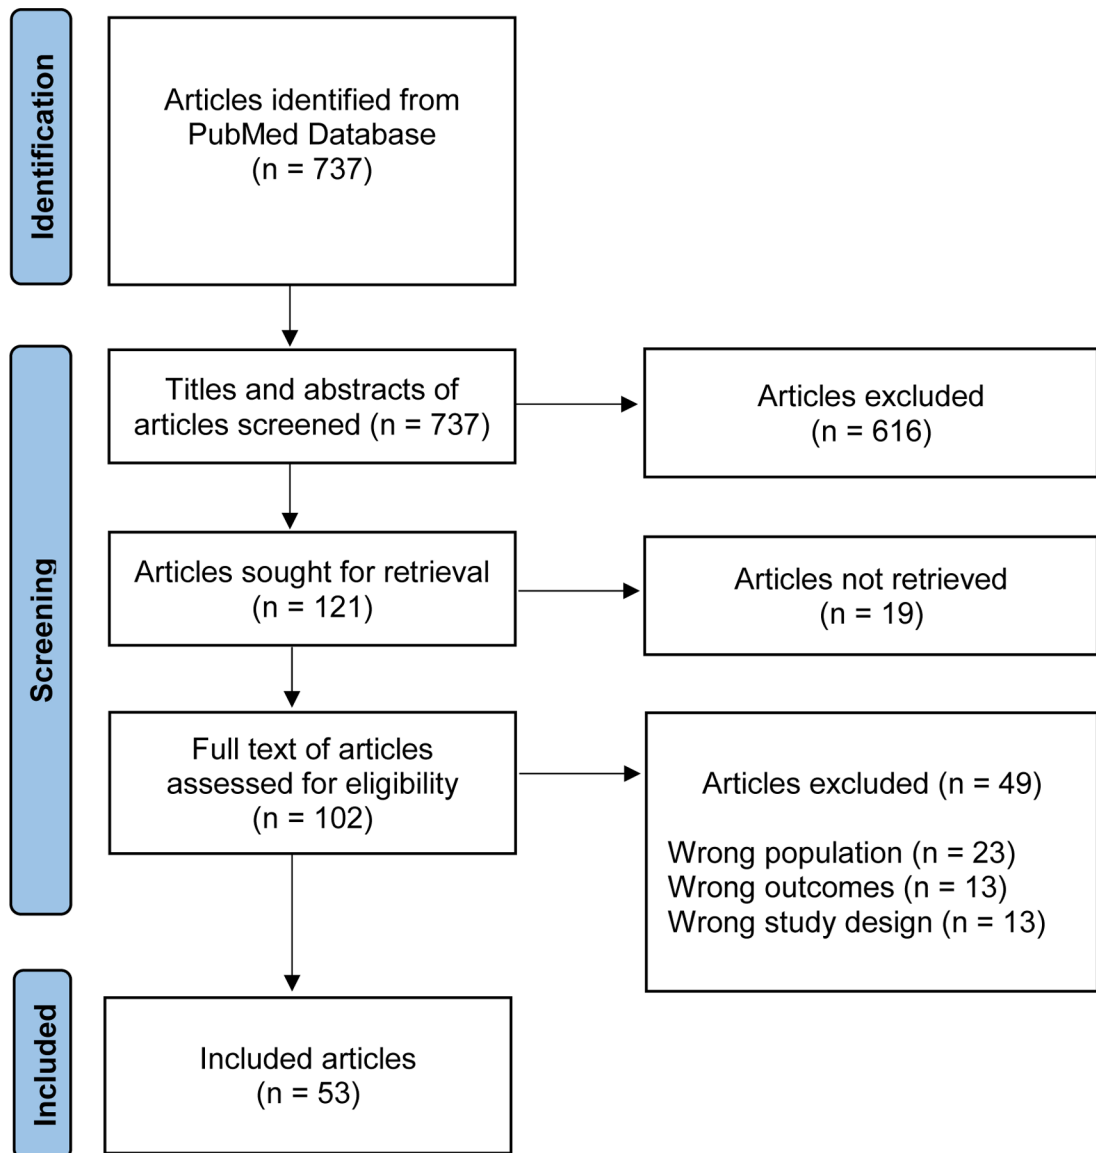 Identification
Articles identified from
PubMed Database
(n = 737)
Screening
Titles and abstracts of
articles screened (n = 737)
Articles excluded
(n = 616)
Articles sought for retrieval
(n = 121)
Articles not retrieved
(n = 19)
Full text of articles
assessed for eligibility
(n = 102)
Articles excluded (n = 49)
Wrong population (n = 23)
Wrong outcomes (n = 13)
Wrong study design (n = 13)
Included
Included articles
(n = 53)